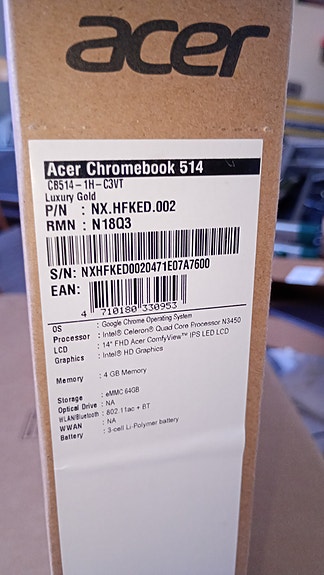 acer
Acer Chromebook 514
CB514-1H-C3VT
Luxury Gold
P/N : NX.HFKED.002
RMN : N18Q3
S/N: NXHFKED0020471E07A7600
EAN:
4 710180 330953
OS : Google Chrome Operating System
Processor : Intel® Celeron® Quad Core Processor N3450
LCD : 14" FHD Acer ComfyView™ IPS LED LCD
Graphics : Intel® HD Graphics
Memory : 4 GB Memory
Storage : eMMC 64GB
Optical Drive : NA
WLAN/Bluetooth : 802.11ac + BT
WWAN : NA
Battery : 3-cell Li-Polymer battery